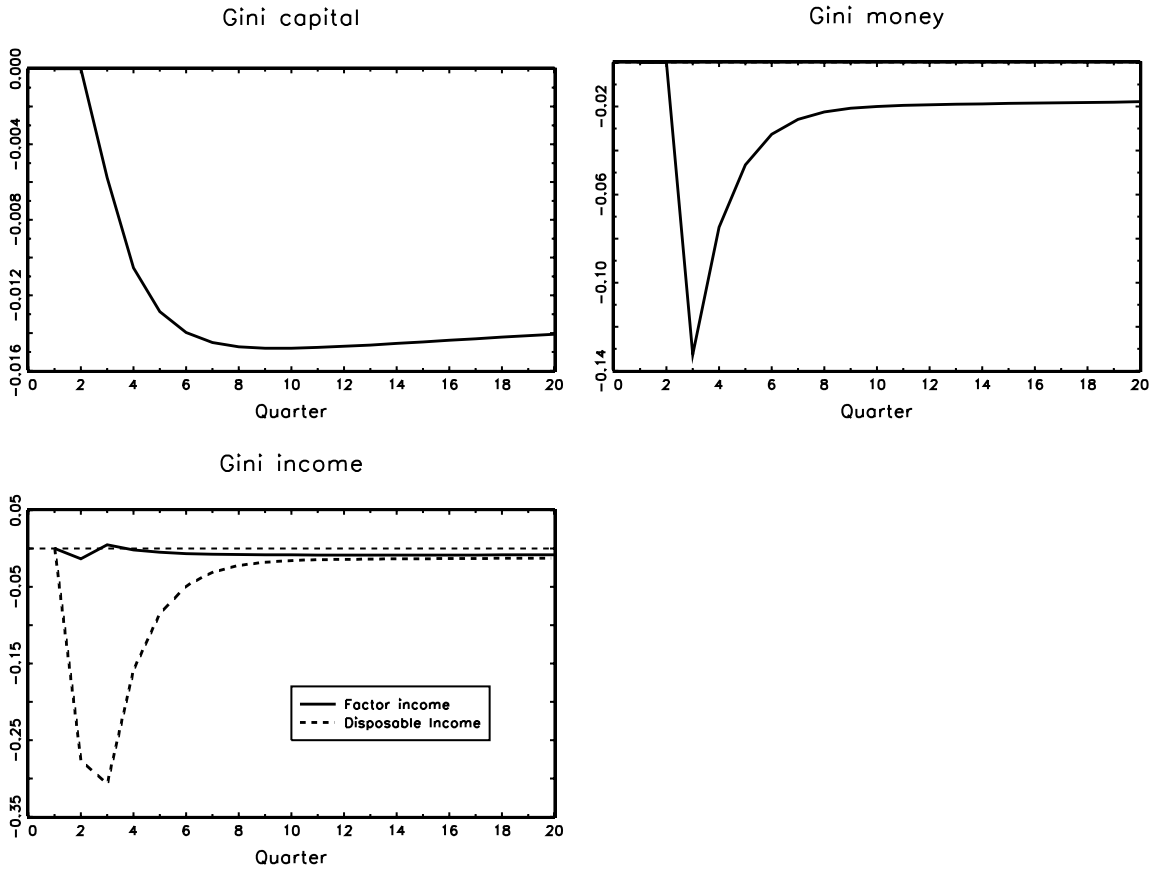 Gini capital
0.000
-0.004
-0.008
-0.012
-0.016
0 2 4 6 8 10 12 14 16 18 20
Quarter
Gini money
-0.02
-0.06
-0.10
-0.14
0 2 4 6 8 10 12 14 16 18 20
Quarter
Gini income
0.05
-0.05
-0.15
-0.25
-0.35
Factor income
Disposable Income
0 2 4 6 8 10 12 14 16 18 20
Quarter